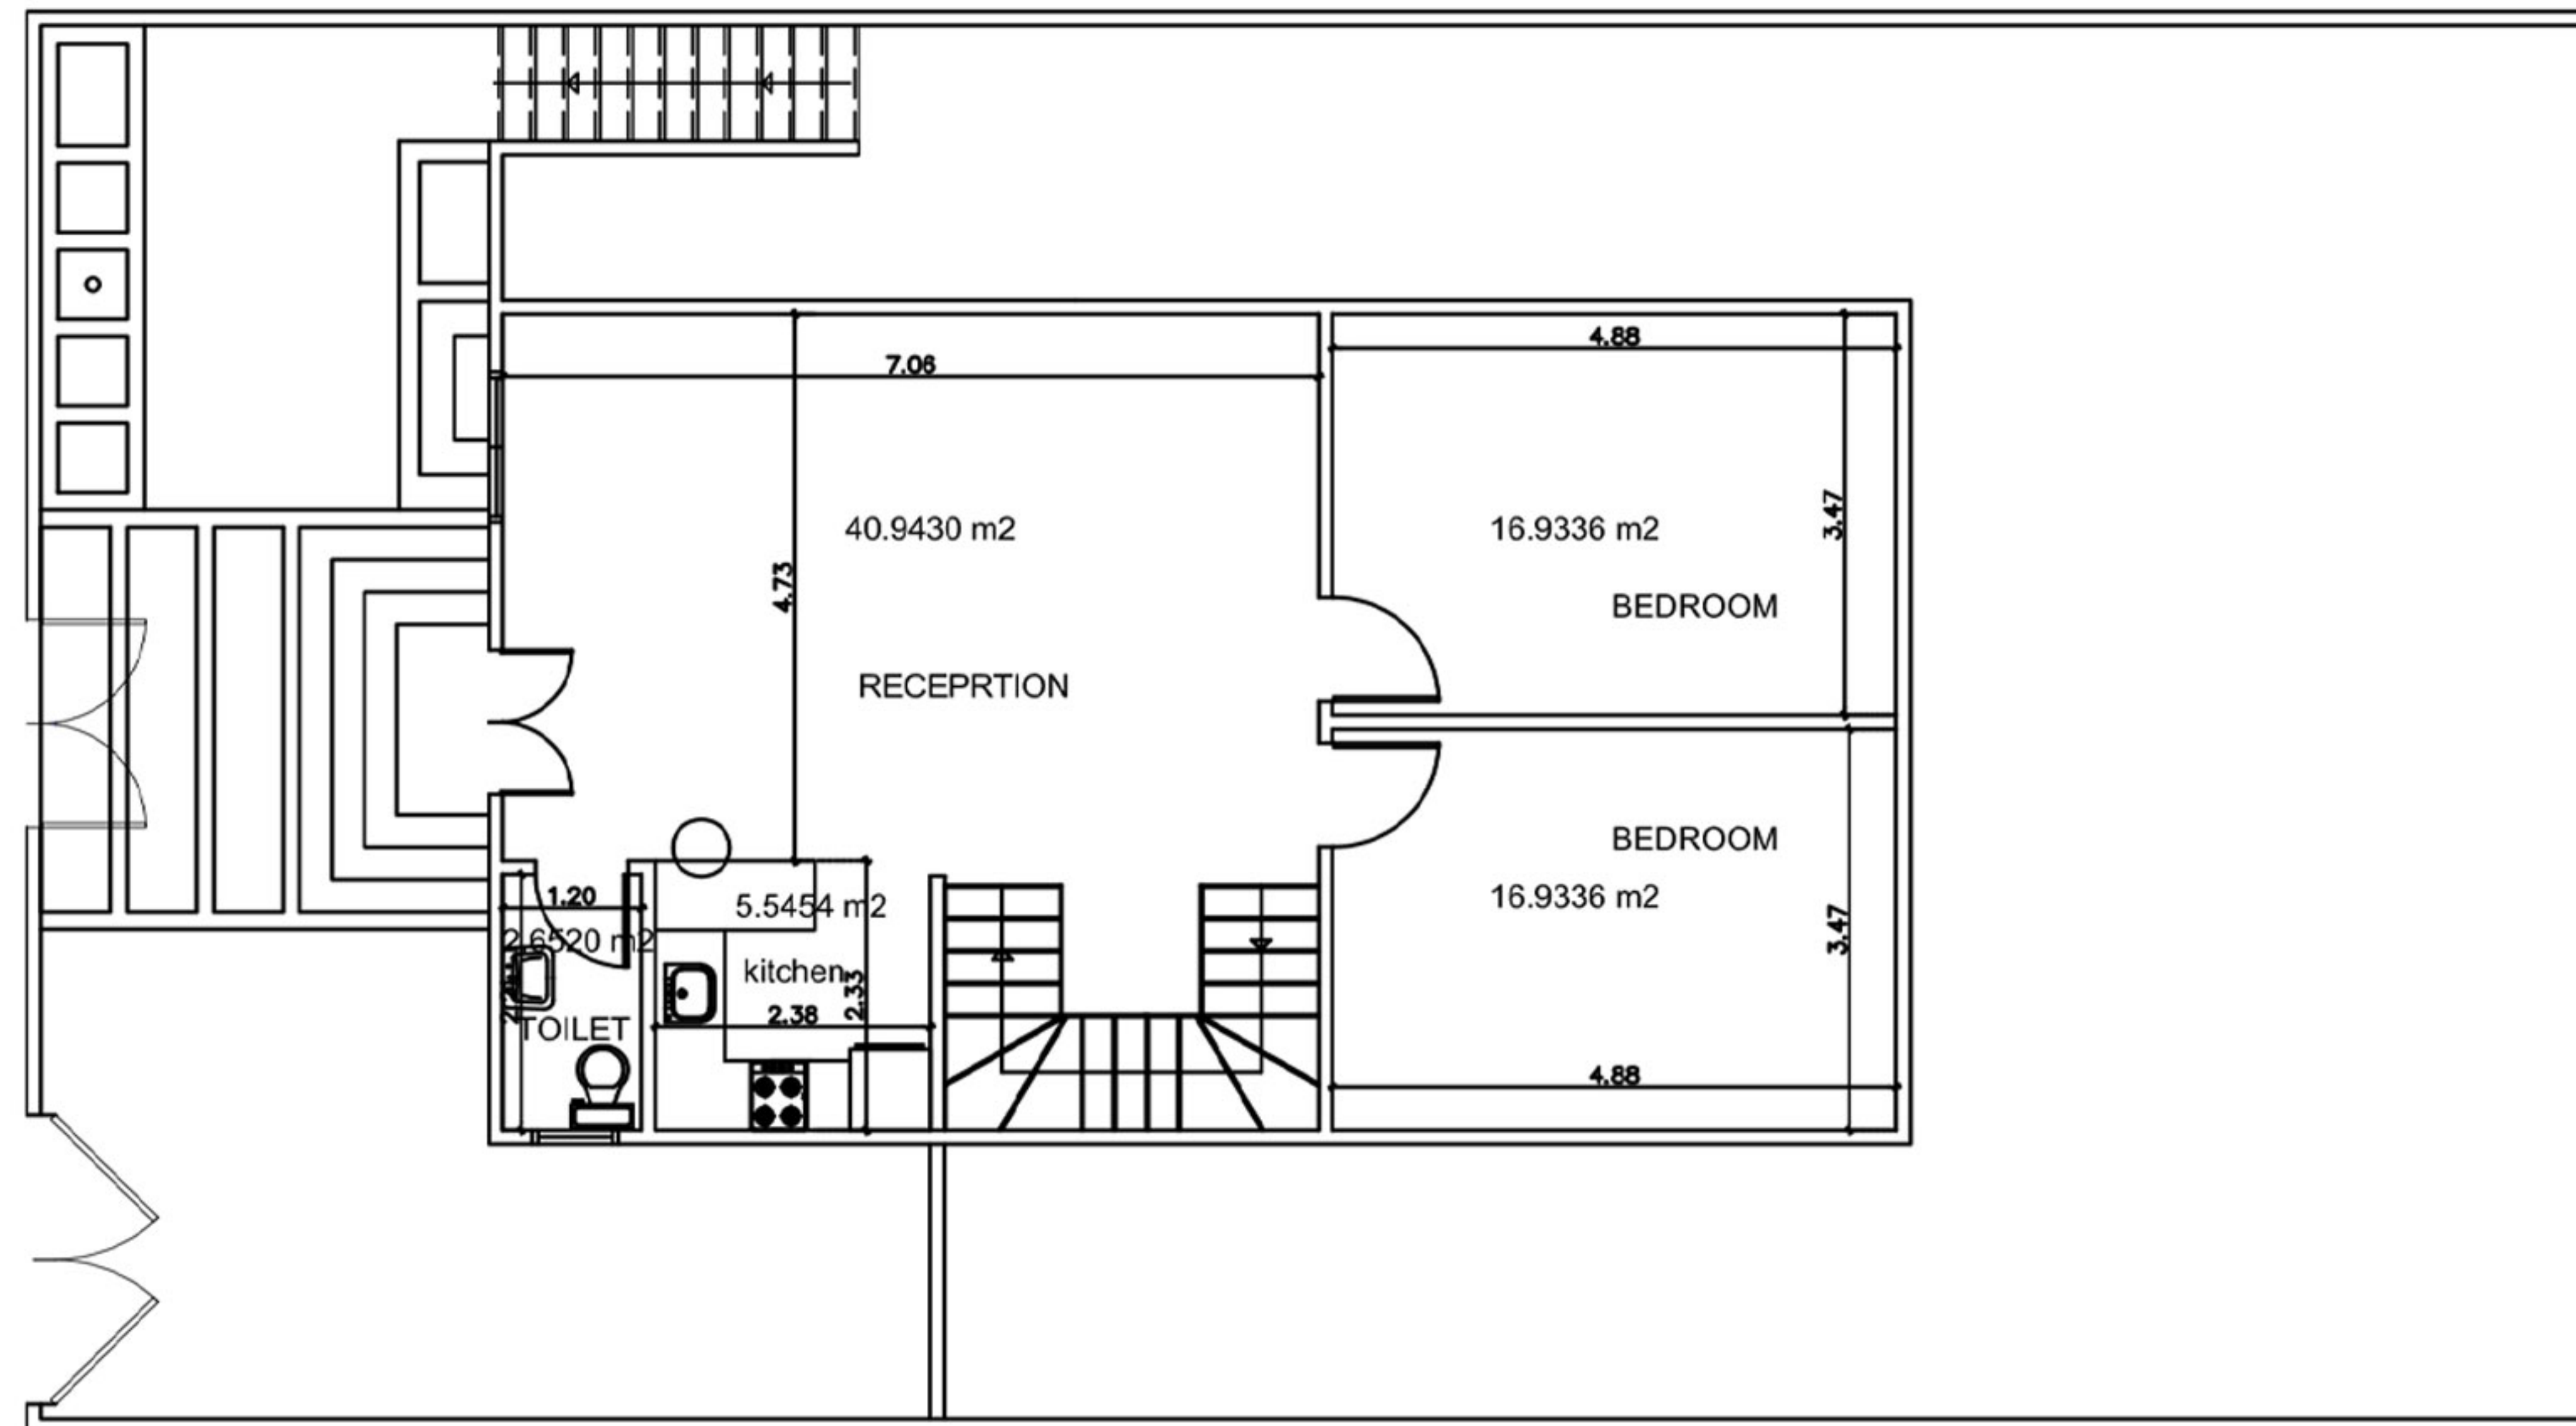 4.88
7.06
40.9430 m2
16.9336 m2
3.47
4.73
BEDROOM
RECEPRTION
BEDROOM
1.20
5.5454 m2
16.9336 m2
2.6520 m2
3.47
kitchen
2.33
2.38
TOILET
4.88